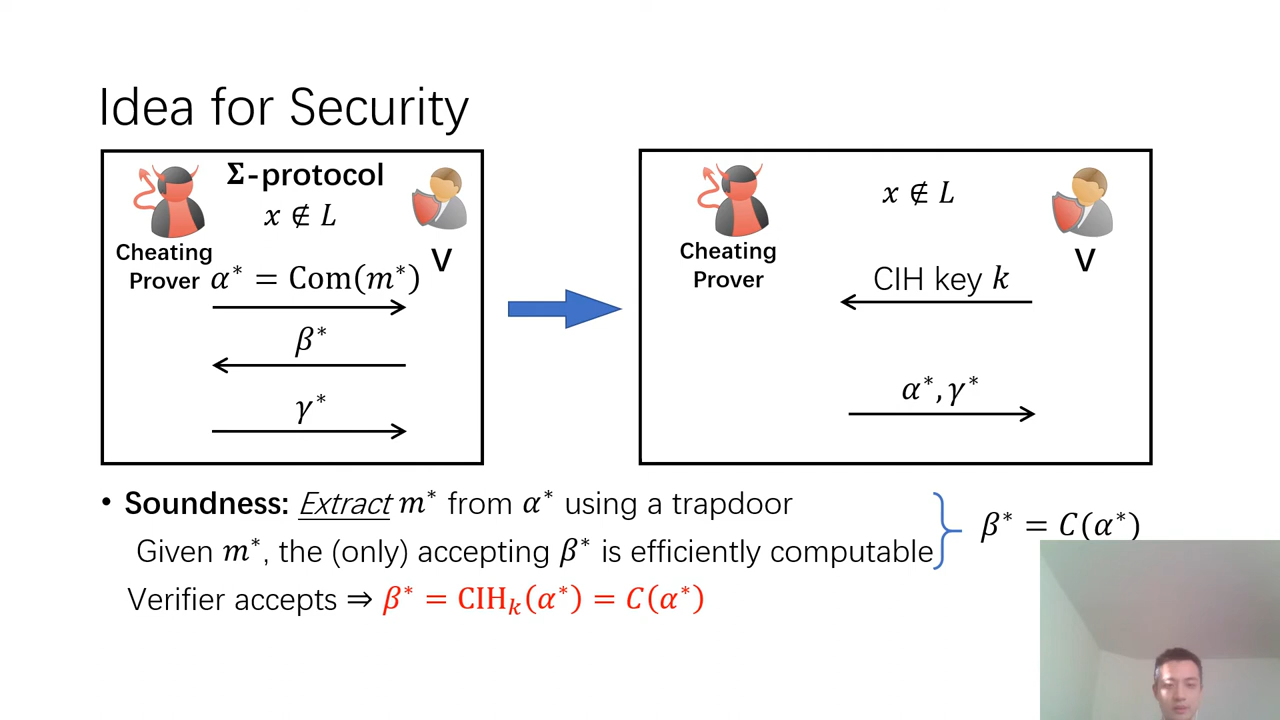 Idea for Security
Σ-protocol
x ∉ L
Cheating
Prover
V
α* = Com(m*)
β*
γ*
x ∉ L
Cheating
Prover
V
CIH key k
α*, γ*
• Soundness: Extract m* from α* using a trapdoor
Given m*, the (only) accepting β* is efficiently computable
β* = C(α*)
Verifier accepts ⇒ β* = CIHₖ(α*) = C(α*)